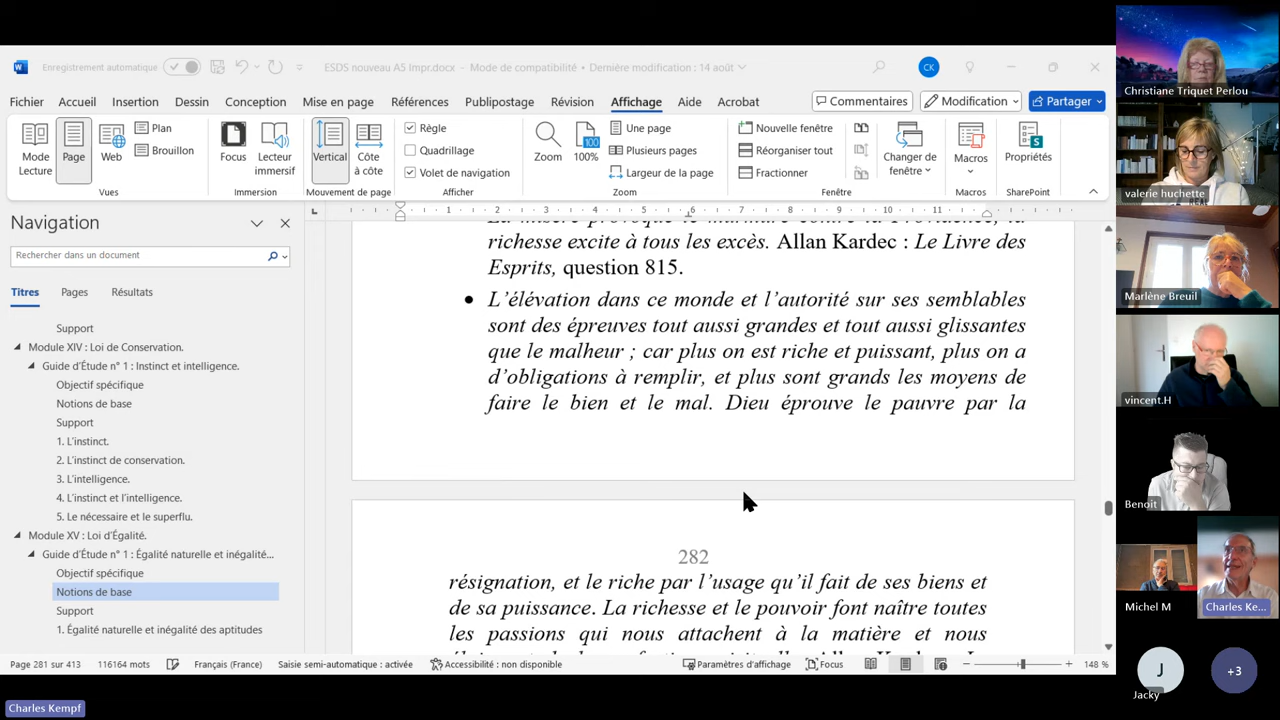 Enregistrement automatique
ESDS nouveau A5 Impr.docx - Mode de compatibilité • Dernière modification : 14 août
CK
Fichier Accueil Insertion Dessin Conception Mise en page Références Publipostage Révision Affichage Aide Acrobat
Commentaires Modification Partager
Mode Lecture
Page
Web
Plan
Brouillon
Vues
Focus
Lecteur immersif
Immersion
Vertical
Côte à côte
Mouvement de page
Règle
Quadrillage
Volet de navigation
Afficher
Zoom
100
100%
Une page
Plusieurs pages
Largeur de la page
Zoom
Nouvelle fenêtre
Réorganiser tout
Fractionner
Changer de fenêtre
Fenêtre
Macros
Macros
Propriétés
SharePoint
Navigation
Rechercher dans un document
Titres Pages Résultats
Support
Module XIV : Loi de Conservation.
Guide d'Étude n° 1 : Instinct et intelligence.
Objectif spécifique
Notions de base
Support
1. L'instinct.
2. L'instinct de conservation.
3. L'intelligence.
4. L'instinct et l'intelligence.
5. Le nécessaire et le superflu.
Module XV : Loi d'Égalité.
Guide d'Étude n° 1 : Égalité naturelle et inégalité...
Objectif spécifique
Notions de base
Support
1. Égalité naturelle et inégalité des aptitudes
1 2 3 4 5 6 7 8 9 10 11
richesse excite à tous les excès. Allan Kardec : Le Livre des
Esprits, question 815.
• L'élévation dans ce monde et l'autorité sur ses semblables
sont des épreuves tout aussi grandes et tout aussi glissantes
que le malheur ; car plus on est riche et puissant, plus on a
d'obligations à remplir, et plus sont grands les moyens de
faire le bien et le mal. Dieu éprouve le pauvre par la
282
résignation, et le riche par l'usage qu'il fait de ses biens et
de sa puissance. La richesse et le pouvoir font naître toutes
les passions qui nous attachent à la matière et nous
Page 281 sur 413 116164 mots Français (France) Saisie semi-automatique : activée Accessibilité : non disponible Paramètres d'affichage Focus 148 %
Charles Kempf
Christiane Triquet Perlou
valerie huchette
Marlène Breuil
vincent.H
Benoit
Michel M
Charles Ke...
J
Jacky
+3